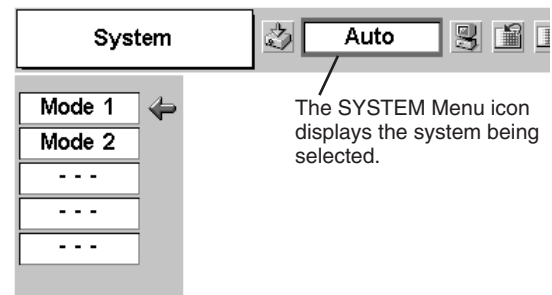 System
Auto
Mode 1
Mode 2
- - -
- - -
- - -
The SYSTEM Menu icon
displays the system being
selected.